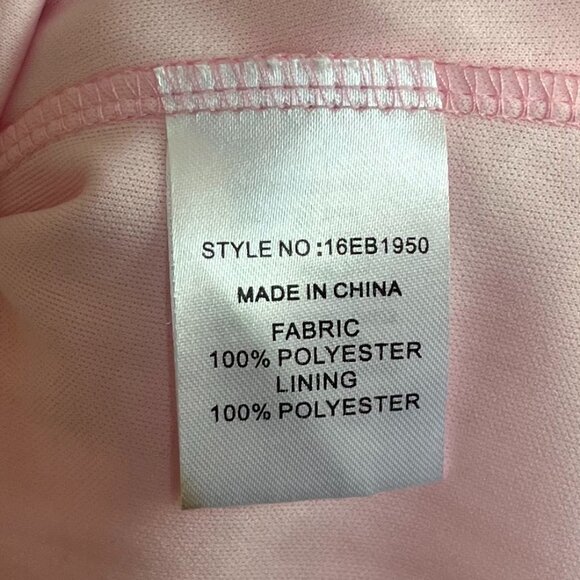 STYLE NO:16EB1950
MADE IN CHINA
FABRIC
100% POLYESTER
LINING
100% POLYESTER